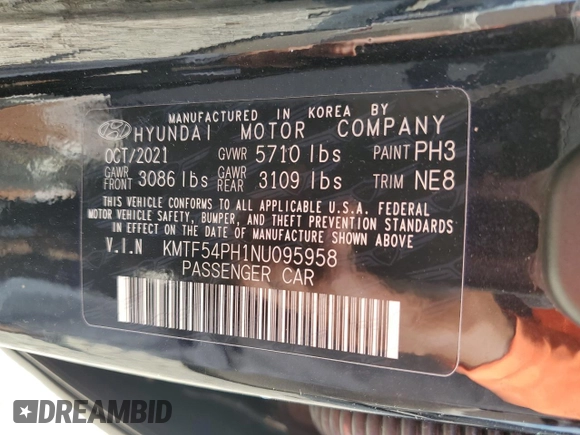 MANUFACTURED IN KOREA BY
HYUNDAI MOTOR COMPANY
OCT/2021 GVWR 5710 lbs PAINT PH3
GAWR FRONT 3086 lbs GAWR REAR 3109 lbs TRIM NE8
THIS VEHICLE CONFORMS TO ALL APPLICABLE U.S.A. FEDERAL
MOTOR VEHICLE SAFETY, BUMPER, AND THEFT PREVENTION STANDARDS
IN EFFECT ON THE DATE OF MANUFACTURE SHOWN ABOVE.
V.I.N KMTF54PH1NU095958
PASSENGER CAR
DREAMBID